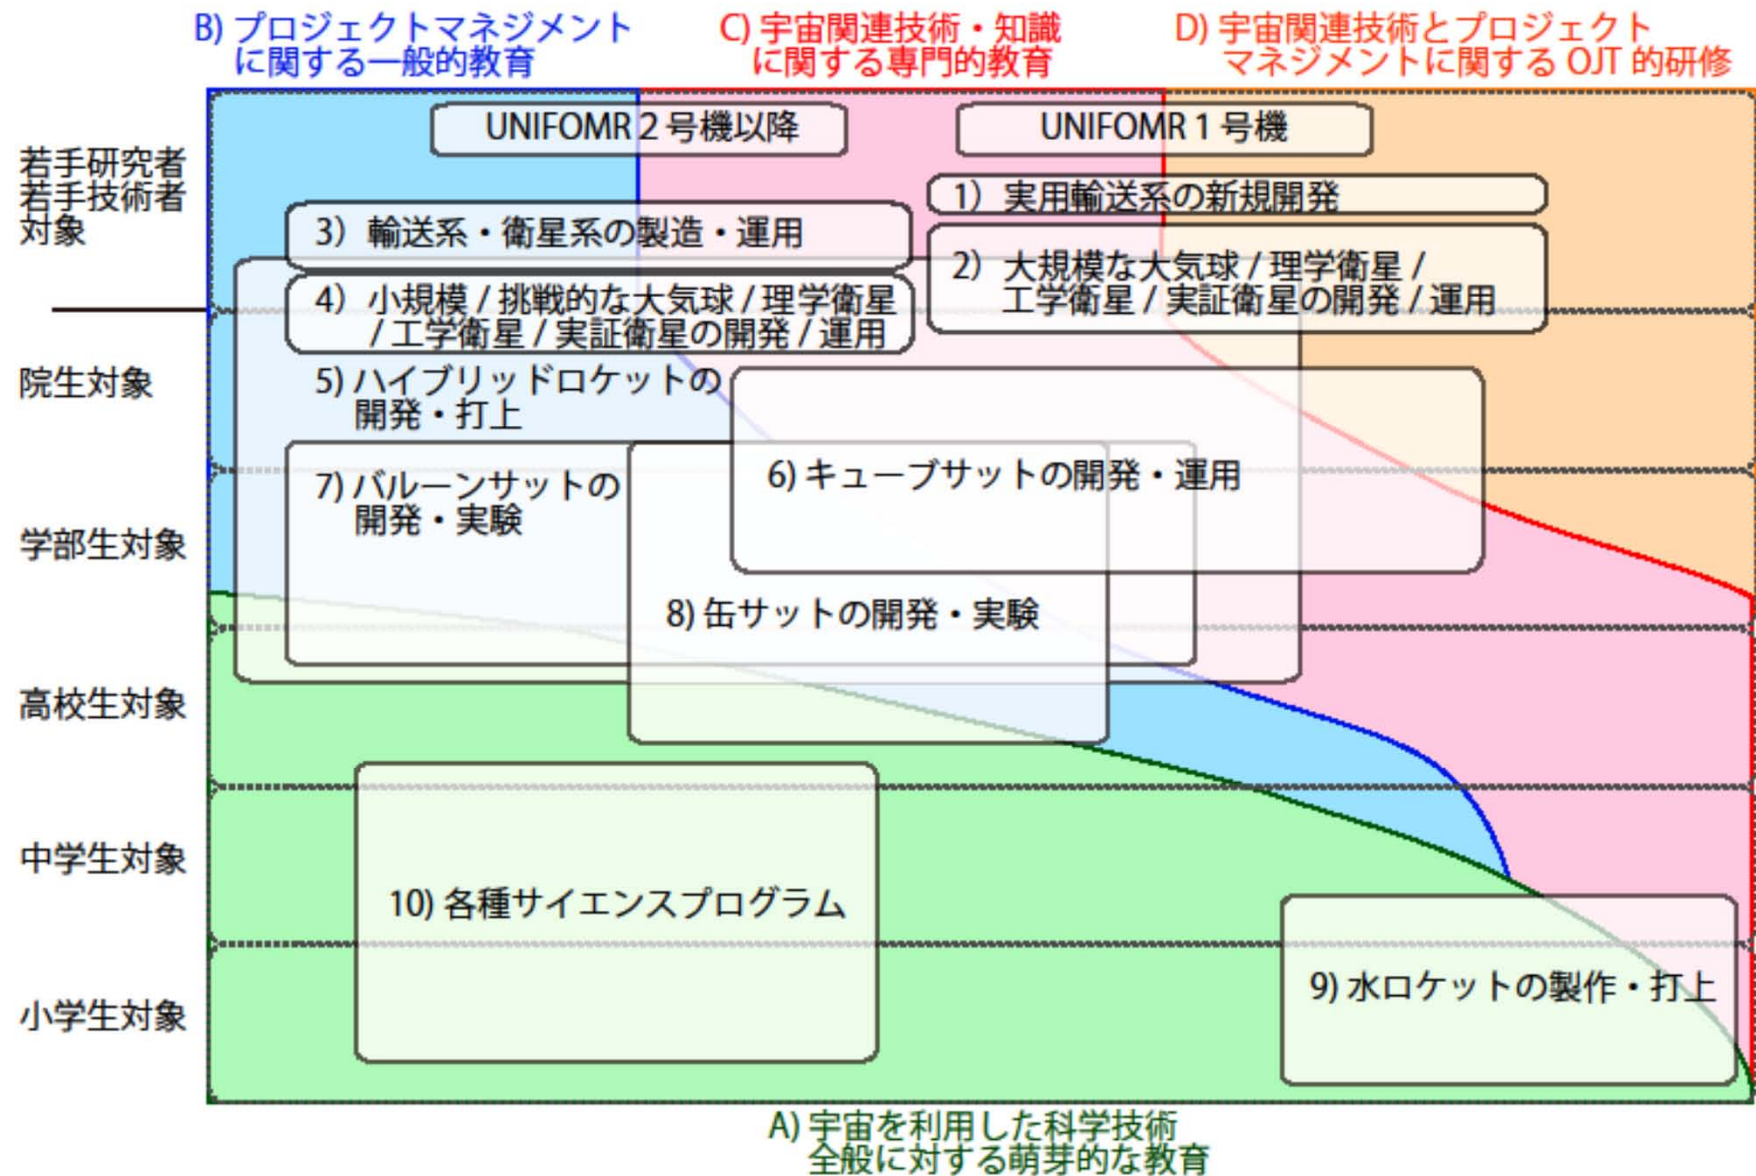 B) プロジェクトマネジメント
に関する一般的教育
C) 宇宙関連技術・知識
に関する専門的教育
D) 宇宙関連技術とプロジェクト
マネジメントに関する OJT 的研修
若手研究者
若手技術者
対象
院生対象
学部生対象
高校生対象
中学生対象
小学生対象
UNIFOMR 2 号機以降
UNIFOMR 1 号機
1）実用輸送系の新規開発
2）大規模な大気球 / 理学衛星 /
工学衛星 / 実証衛星の開発 / 運用
3）輸送系・衛星系の製造・運用
4）小規模 / 挑戦的な大気球 / 理学衛星
/ 工学衛星 / 実証衛星の開発 / 運用
5) ハイブリッドロケットの
開発・打上
6) キューブサットの開発・運用
7) バルーンサットの
開発・実験
8) 缶サットの開発・実験
10) 各種サイエンスプログラム
9) 水ロケットの製作・打上
A) 宇宙を利用した科学技術
全般に対する萌芽的な教育